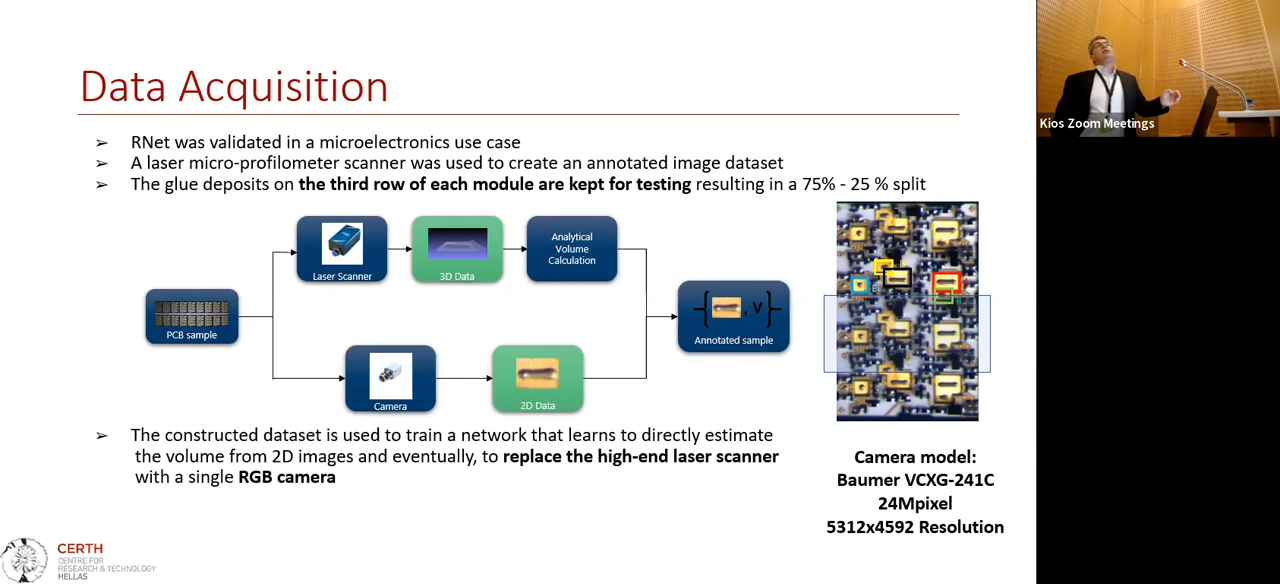 Data Acquisition
➢ RNet was validated in a microelectronics use case
➢ A laser micro-profilometer scanner was used to create an annotated image dataset
➢ The glue deposits on the third row of each module are kept for testing resulting in a 75% - 25 % split
Laser Scanner
3D Data
Analytical
Volume
Calculation
PCB sample
{ , V }
Annotated sample
Camera
2D Data
➢ The constructed dataset is used to train a network that learns to directly estimate
the volume from 2D images and eventually, to replace the high-end laser scanner
with a single RGB camera
Camera model:
Baumer VCXG-241C
24Mpixel
5312x4592 Resolution
CERTH
CENTRE FOR
RESEARCH & TECHNOLOGY
HELLAS
Kios Zoom Meetings